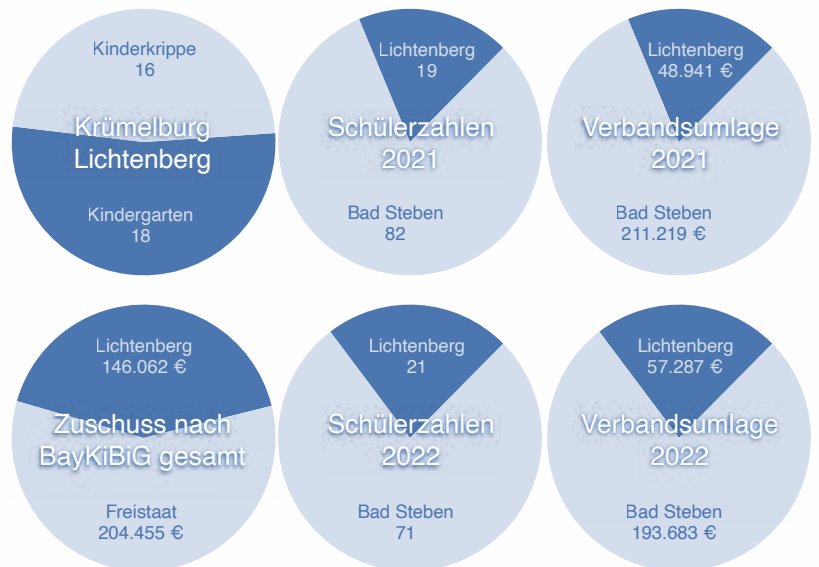 Kinderkrippe
16
Krümelburg
Lichtenberg
Kindergarten
18
Lichtenberg
19
Schülerzahlen
2021
Bad Steben
82
Lichtenberg
48.941 €
Verbandsumlage
2021
Bad Steben
211.219 €
Lichtenberg
146.062 €
Zuschuss nach
BayKiBiG gesamt
Freistaat
204.455 €
Lichtenberg
21
Schülerzahlen
2022
Bad Steben
71
Lichtenberg
57.287 €
Verbandsumlage
2022
Bad Steben
193.683 €